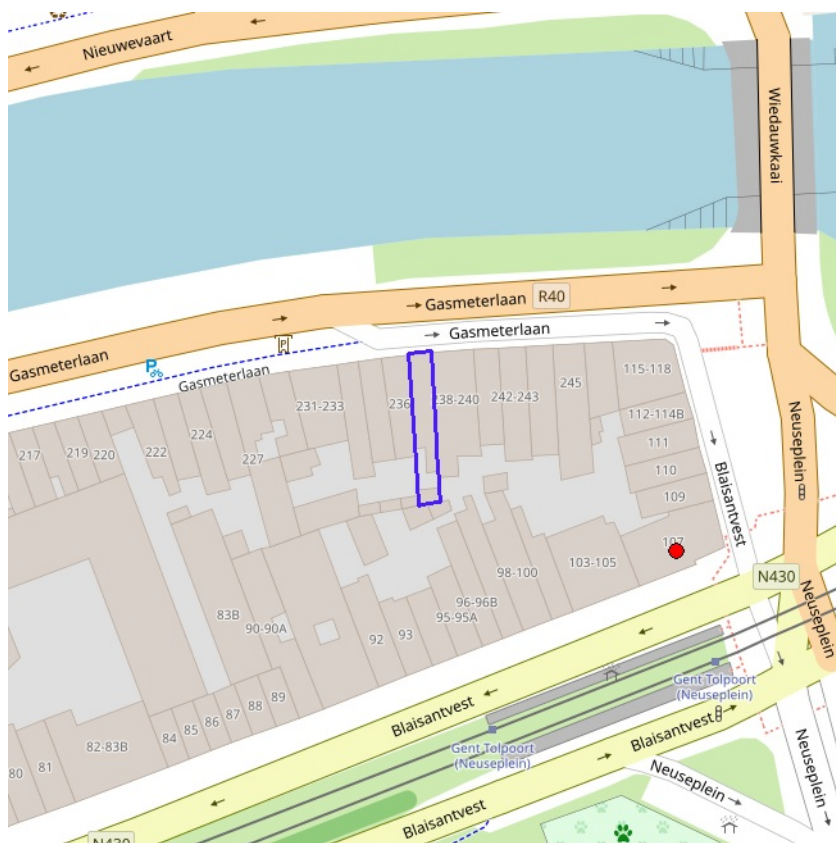 Nieuwevaart
Wiedauwkaai
Gasmeterlaan
R40
Gasmeterlaan
Gasmeterlaan
P
P
Gasmeterlaan
115-118
245
242-243
238-240
236
231-233
112-114B
224
111
222
227
217
219
220
110
109
Neuseplein
Blaisantvest
107
103-105
98-100
N430
96-96B
95-95A
93
92
90-90A
83B
Neuseplein
89
88
87
86
85
84
82-83B
81
80
Gent Tolpoort
(Neuseplein)
Blaisantvest
Blaisantvest
Gent Tolpoort
(Neuseplein)
Neuseplein
Neuseplein
Blaisantvest
N430